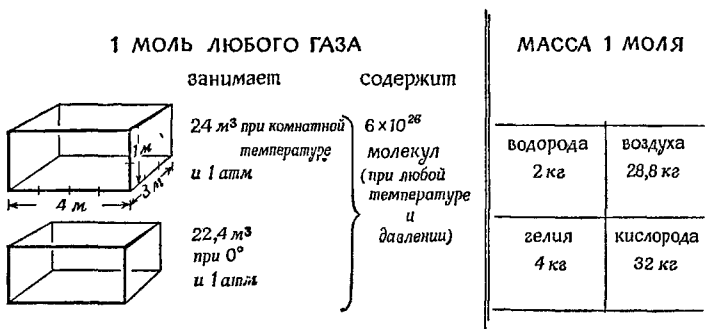 1 МОЛЬ ЛЮБОГО ГАЗА
занимает
содержит
24 м³ при комнатной
температуре
и 1 атм
1 м
3 м
4 м
22,4 м³
при 0°
и 1 атм
6×10²⁶
молекул
(при любой
температуре
и
давлении)
МАССА 1 МОЛЯ
водорода
2 кг
воздуха
28,8 кг
гелия
4 кг
кислорода
32 кг